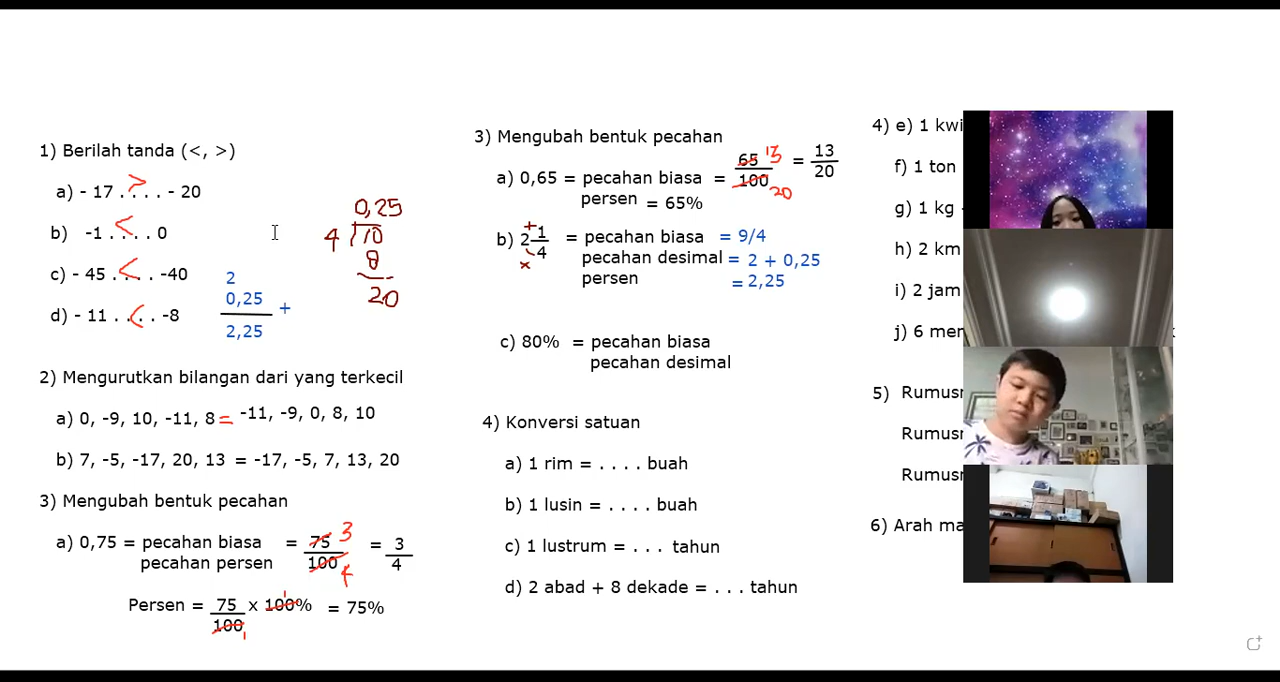 1) Berilah tanda (<, >)
a) - 17 . > . . . - 20
b) -1 . < . . . 0
c) - 45 . < . . . -40
d) - 11 . < . . . -8
2
0,25 +
2,25
0,25
4 10
8
20
2) Mengurutkan bilangan dari yang terkecil
a) 0, -9, 10, -11, 8 = -11, -9, 0, 8, 10
b) 7, -5, -17, 20, 13 = -17, -5, 7, 13, 20
3) Mengubah bentuk pecahan
a) 0,75 = pecahan biasa = 75/100 3 4 = 3/4
pecahan persen
Persen = 75/100 x 100% = 75%
1 1
3) Mengubah bentuk pecahan
a) 0,65 = pecahan biasa = 65/100 13 20 = 13/20
persen = 65%
b) 2 1/4 = pecahan biasa = 9/4
+ x
pecahan desimal = 2 + 0,25
persen = 2,25
c) 80% = pecahan biasa
pecahan desimal
4) Konversi satuan
a) 1 rim = . . . . buah
b) 1 lusin = . . . . buah
c) 1 lustrum = . . . tahun
d) 2 abad + 8 dekade = . . . tahun
4) e) 1 kwi
f) 1 ton
g) 1 kg
h) 2 km
i) 2 jam
j) 6 men
5) Rumus
Rumus
Rumus
6) Arah ma